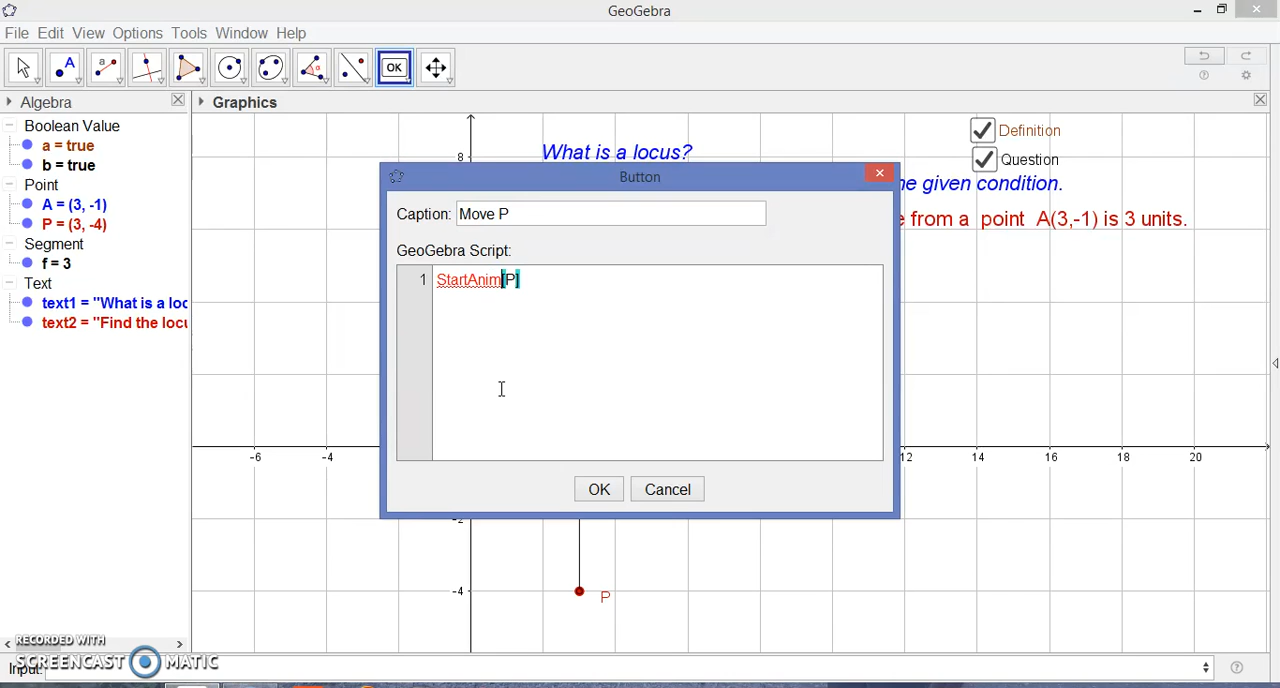 GeoGebra
File Edit View Options Tools Window Help
OK
Algebra
Graphics
Boolean Value
a = true
b = true
Point
A = (3, -1)
P = (3, -4)
Segment
f = 3
Text
text1 = "What is a loc
text2 = "Find the locu
8
What is a locus?
Definition
Question
he given condition.
e from a point A(3,-1) is 3 units.
Button
Caption: Move P
GeoGebra Script:
1 StartAnim[P]
OK Cancel
-6 -4 12 14 16 18 20
-2
-4
P
RECORDED WITH
SCREENCAST MATIC
Input: